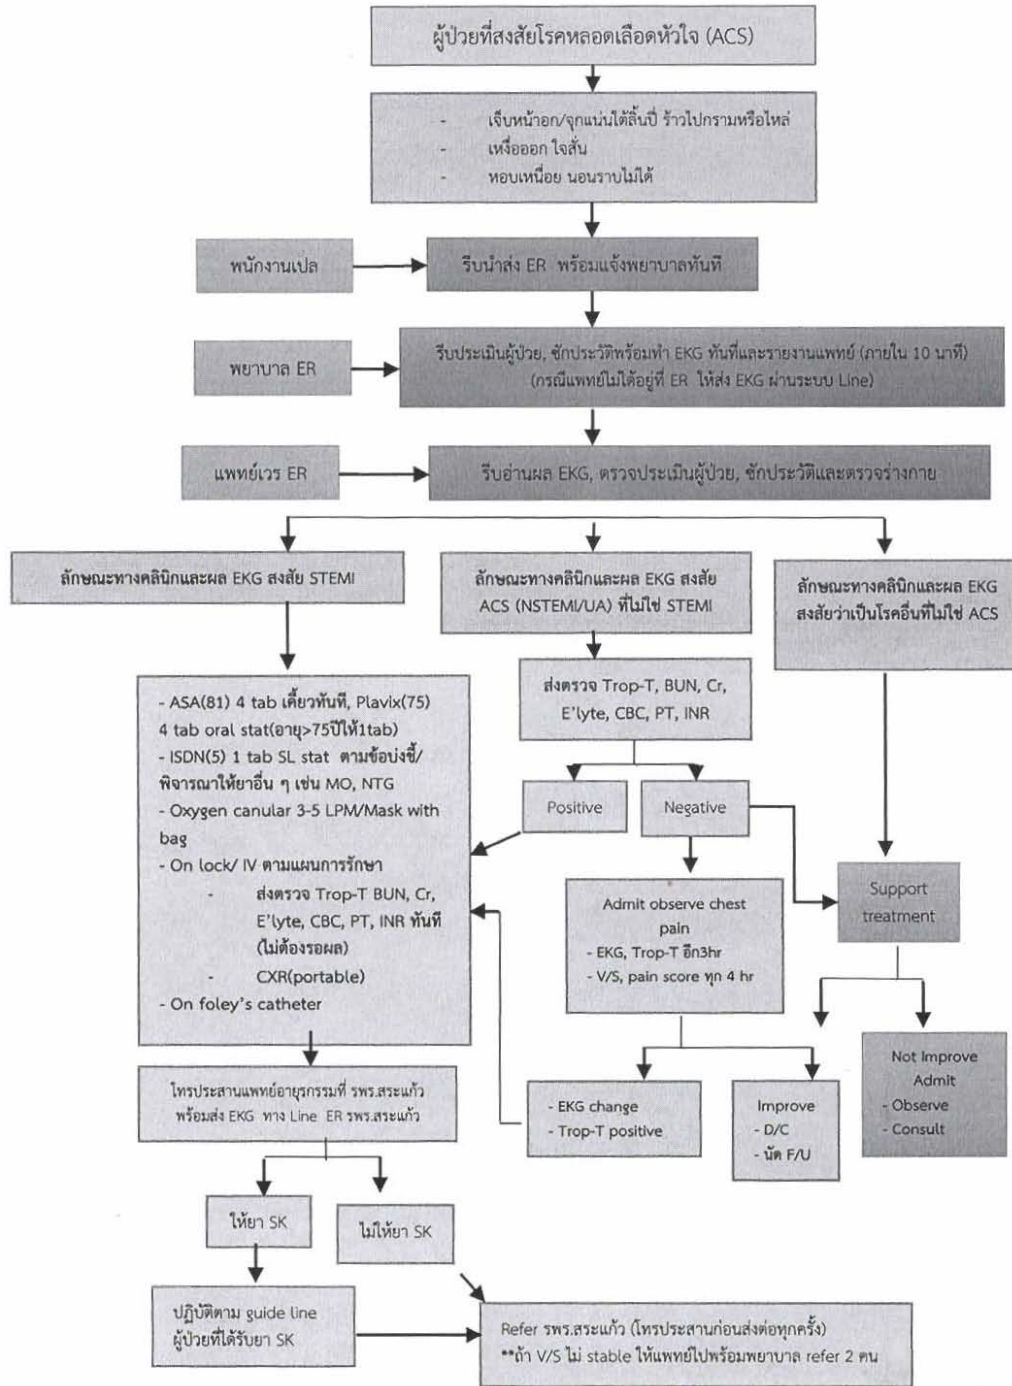 ผู้ป่วยที่สงสัยโรคหลอดเลือดหัวใจ (ACS)
- เจ็บหน้าอก/จุกแน่นใต้ลิ้นปี่ ร้าวไปกรามหรือไหล่
- เหงื่อออก ใจสั่น
- หอบเหนื่อย นอนราบไม่ได้
พนักงานเปล
รีบนำส่ง ER พร้อมแจ้งพยาบาลทันที
พยาบาล ER
รีบประเมินผู้ป่วย, ซักประวัติพร้อมทำ EKG ทันทีและรายงานแพทย์ (ภายใน 10 นาที)
(กรณีแพทย์ไม่ได้อยู่ที่ ER ให้ส่ง EKG ผ่านระบบ Line)
แพทย์เวร ER
รีบอ่านผล EKG, ตรวจประเมินผู้ป่วย, ซักประวัติและตรวจร่างกาย
ลักษณะทางคลินิกและผล EKG สงสัย STEMI
ลักษณะทางคลินิกและผล EKG สงสัย
ACS (NSTEMI/UA) ที่ไม่ใช่ STEMI
ลักษณะทางคลินิกและผล EKG
สงสัยว่าเป็นโรคอื่นที่ไม่ใช่ ACS
- ASA(81) 4 tab เคี้ยวทันที, Plavix(75)
4 tab oral stat(อายุ>75ปีให้1tab)
- ISDN(5) 1 tab SL stat ตามข้อบ่งชี้/
พิจารณาให้ยาอื่น ๆ เช่น MO, NTG
- Oxygen canular 3-5 LPM/Mask with
bag
- On lock/ IV ตามแผนการรักษา
- ส่งตรวจ Trop-T BUN, Cr,
E'lyte, CBC, PT, INR ทันที
(ไม่ต้องรอผล)
- CXR(portable)
- On foley's catheter
ส่งตรวจ Trop-T, BUN, Cr,
E'lyte, CBC, PT, INR
Positive
Negative
Admit observe chest
pain
- EKG, Trop-T อีก3hr
- V/S, pain score ทุก 4 hr
Support
treatment
- EKG change
- Trop-T positive
Improve
- D/C
- นัด F/U
Not Improve
Admit
- Observe
- Consult
โทรประสานแพทย์อายุรกรรมที่ รพร.สระแก้ว
พร้อมส่ง EKG ทาง Line ER รพร.สระแก้ว
ให้ยา SK
ไม่ให้ยา SK
ปฏิบัติตาม guide line
ผู้ป่วยที่ได้รับยา SK
Refer รพร.สระแก้ว (โทรประสานก่อนส่งต่อทุกครั้ง)
**ถ้า V/S ไม่ stable ให้แพทย์ไปพร้อมพยาบาล refer 2 คน